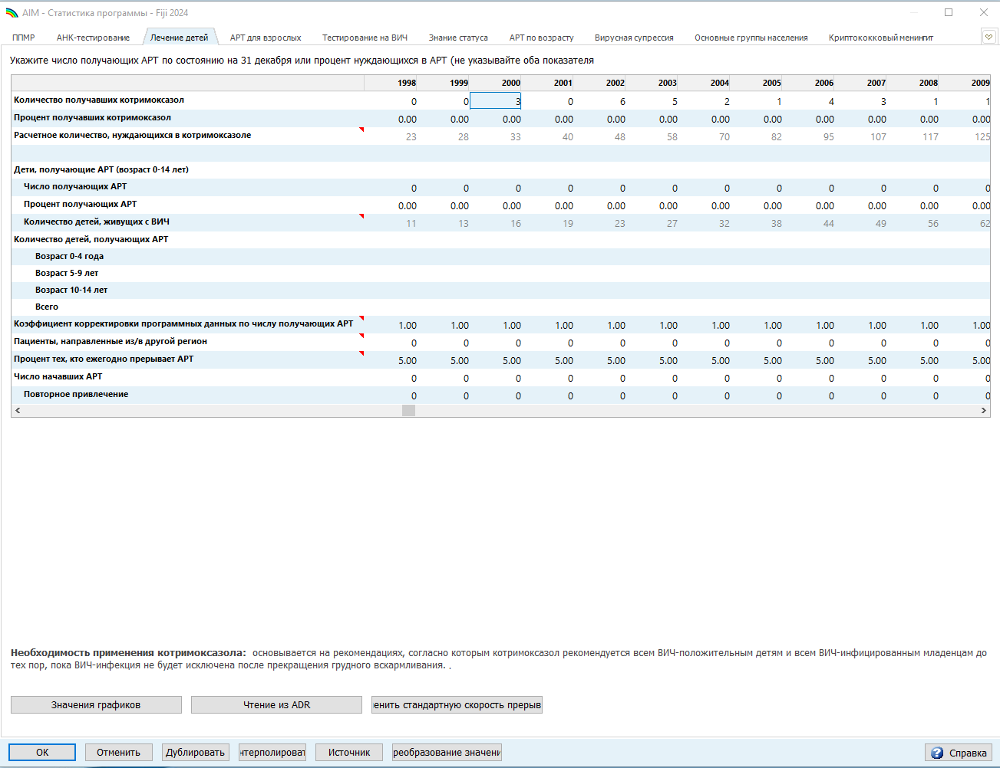 AIM - Статистика программы - Fiji 2024
ППМР АНК-тестирование Лечение детей АРТ для взрослых Тестирование на ВИЧ Знание статуса АРТ по возрасту Вирусная супрессия Основные группы населения Криптококковый менингит
Укажите число получающих АРТ по состоянию на 31 декабря или процент нуждающихся в АРТ (не указывайте оба показателя
1998 1999 2000 2001 2002 2003 2004 2005 2006 2007 2008 2009
Количество получавших котримоксазол 0 0 3 0 6 5 2 1 4 3 1 1
Процент получавших котримоксазол 0.00 0.00 0.00 0.00 0.00 0.00 0.00 0.00 0.00 0.00 0.00 0.00
Расчетное количество, нуждающихся в котримоксазоле 23 28 33 40 48 58 70 82 95 107 117 125
Дети, получающие АРТ (возраст 0-14 лет)
Число получающих АРТ 0 0 0 0 0 0 0 0 0 0 0 0
Процент получающих АРТ 0.00 0.00 0.00 0.00 0.00 0.00 0.00 0.00 0.00 0.00 0.00 0.00
Количество детей, живущих с ВИЧ 11 13 16 19 23 27 32 38 44 49 56 62
Количество детей, получающих АРТ
Возраст 0-4 года
Возраст 5-9 лет
Возраст 10-14 лет
Всего
Коэффициент корректировки программных данных по числу получающих АРТ 1.00 1.00 1.00 1.00 1.00 1.00 1.00 1.00 1.00 1.00 1.00 1.00
Пациенты, направленные из/в другой регион 0 0 0 0 0 0 0 0 0 0 0 0
Процент тех, кто ежегодно прерывает АРТ 5.00 5.00 5.00 5.00 5.00 5.00 5.00 5.00 5.00 5.00 5.00 5.00
Число начавших АРТ 0 0 0 0 0 0 0 0 0 0 0 0
Повторное привлечение 0 0 0 0 0 0 0 0 0 0 0 0
Необходимость применения котримоксазола: основывается на рекомендациях, согласно которым котримоксазол рекомендуется всем ВИЧ-положительным детям и всем ВИЧ-инфицированным младенцам до
тех пор, пока ВИЧ-инфекция не будет исключена после прекращения грудного вскармливания. .
Значения графиков Чтение из ADR енить стандартную скорость прерыв
ОК Отменить Дублировать нтерполироват Источник реобразование значени Справка